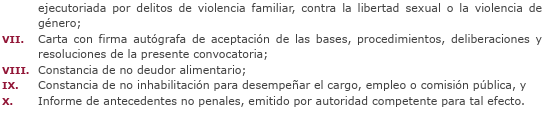 ejecutoriada por delitos de violencia familiar, contra la libertad sexual o la violencia de
género;
VII. Carta con firma autógrafa de aceptación de las bases, procedimientos, deliberaciones y
resoluciones de la presente convocatoria;
VIII. Constancia de no deudor alimentario;
IX. Constancia de no inhabilitación para desempeñar el cargo, empleo o comisión pública, y
X. Informe de antecedentes no penales, emitido por autoridad competente para tal efecto.